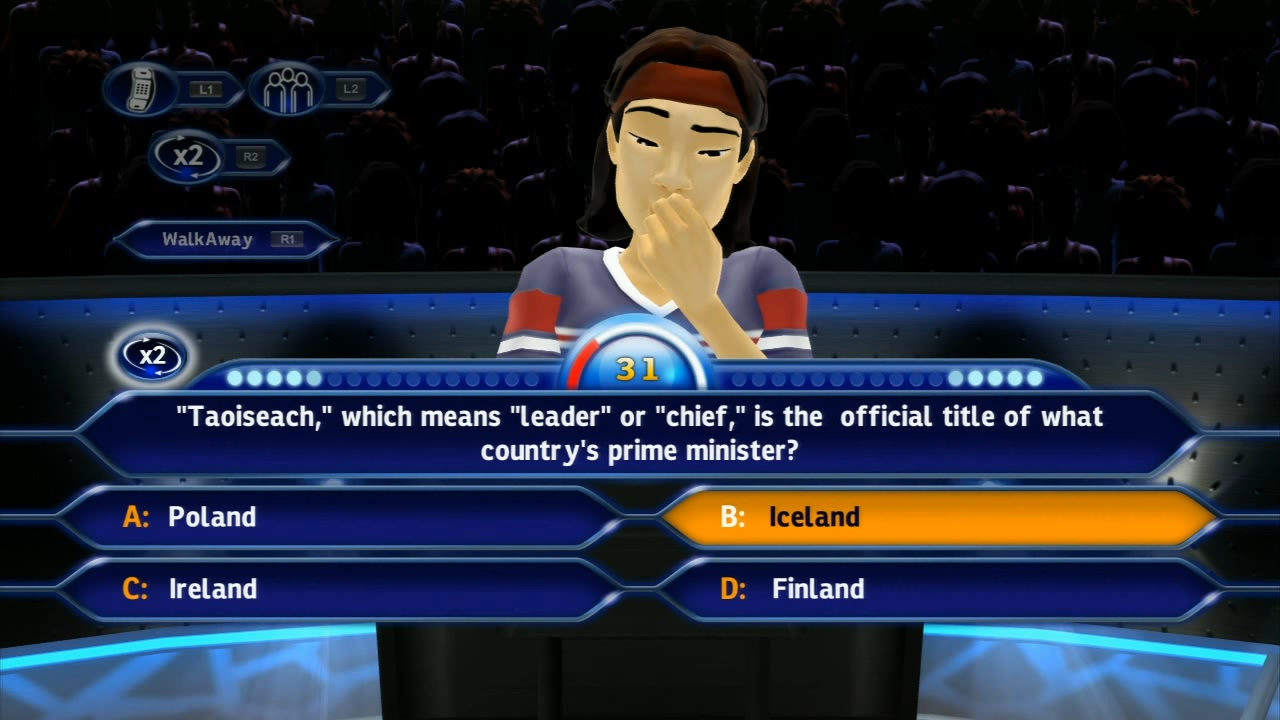 L1
L2
x2
R2
WalkAway R1
x2
31
"Taoiseach," which means "leader" or "chief," is the official title of what
country's prime minister?
A: Poland
B: Iceland
C: Ireland
D: Finland